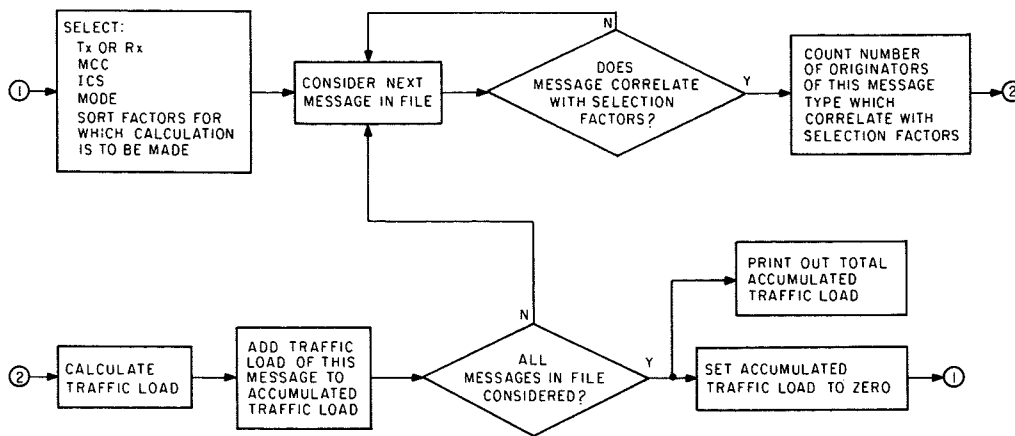 1
SELECT:
Tx OR Rx
MCC
ICS
MODE
SORT FACTORS FOR
WHICH CALCULATION
IS TO BE MADE
CONSIDER NEXT
MESSAGE IN FILE
N
DOES
MESSAGE CORRELATE
WITH SELECTION
FACTORS?
Y
COUNT NUMBER
OF ORIGINATORS
OF THIS MESSAGE
TYPE WHICH
CORRELATE WITH
SELECTION FACTORS
2
2
CALCULATE
TRAFFIC LOAD
ADD TRAFFIC
LOAD OF THIS
MESSAGE TO
ACCUMULATED
TRAFFIC LOAD
N
ALL
MESSAGES IN FILE
CONSIDERED?
Y
PRINT OUT TOTAL
ACCUMULATED
TRAFFIC LOAD
SET ACCUMULATED
TRAFFIC LOAD TO ZERO
1